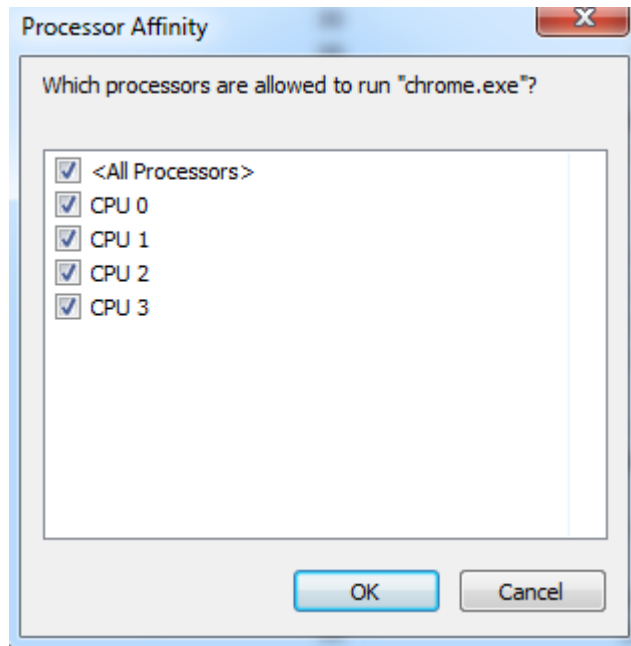 Processor Affinity
Which processors are allowed to run "chrome.exe"?
<All Processors>
CPU 0
CPU 1
CPU 2
CPU 3
OK Cancel